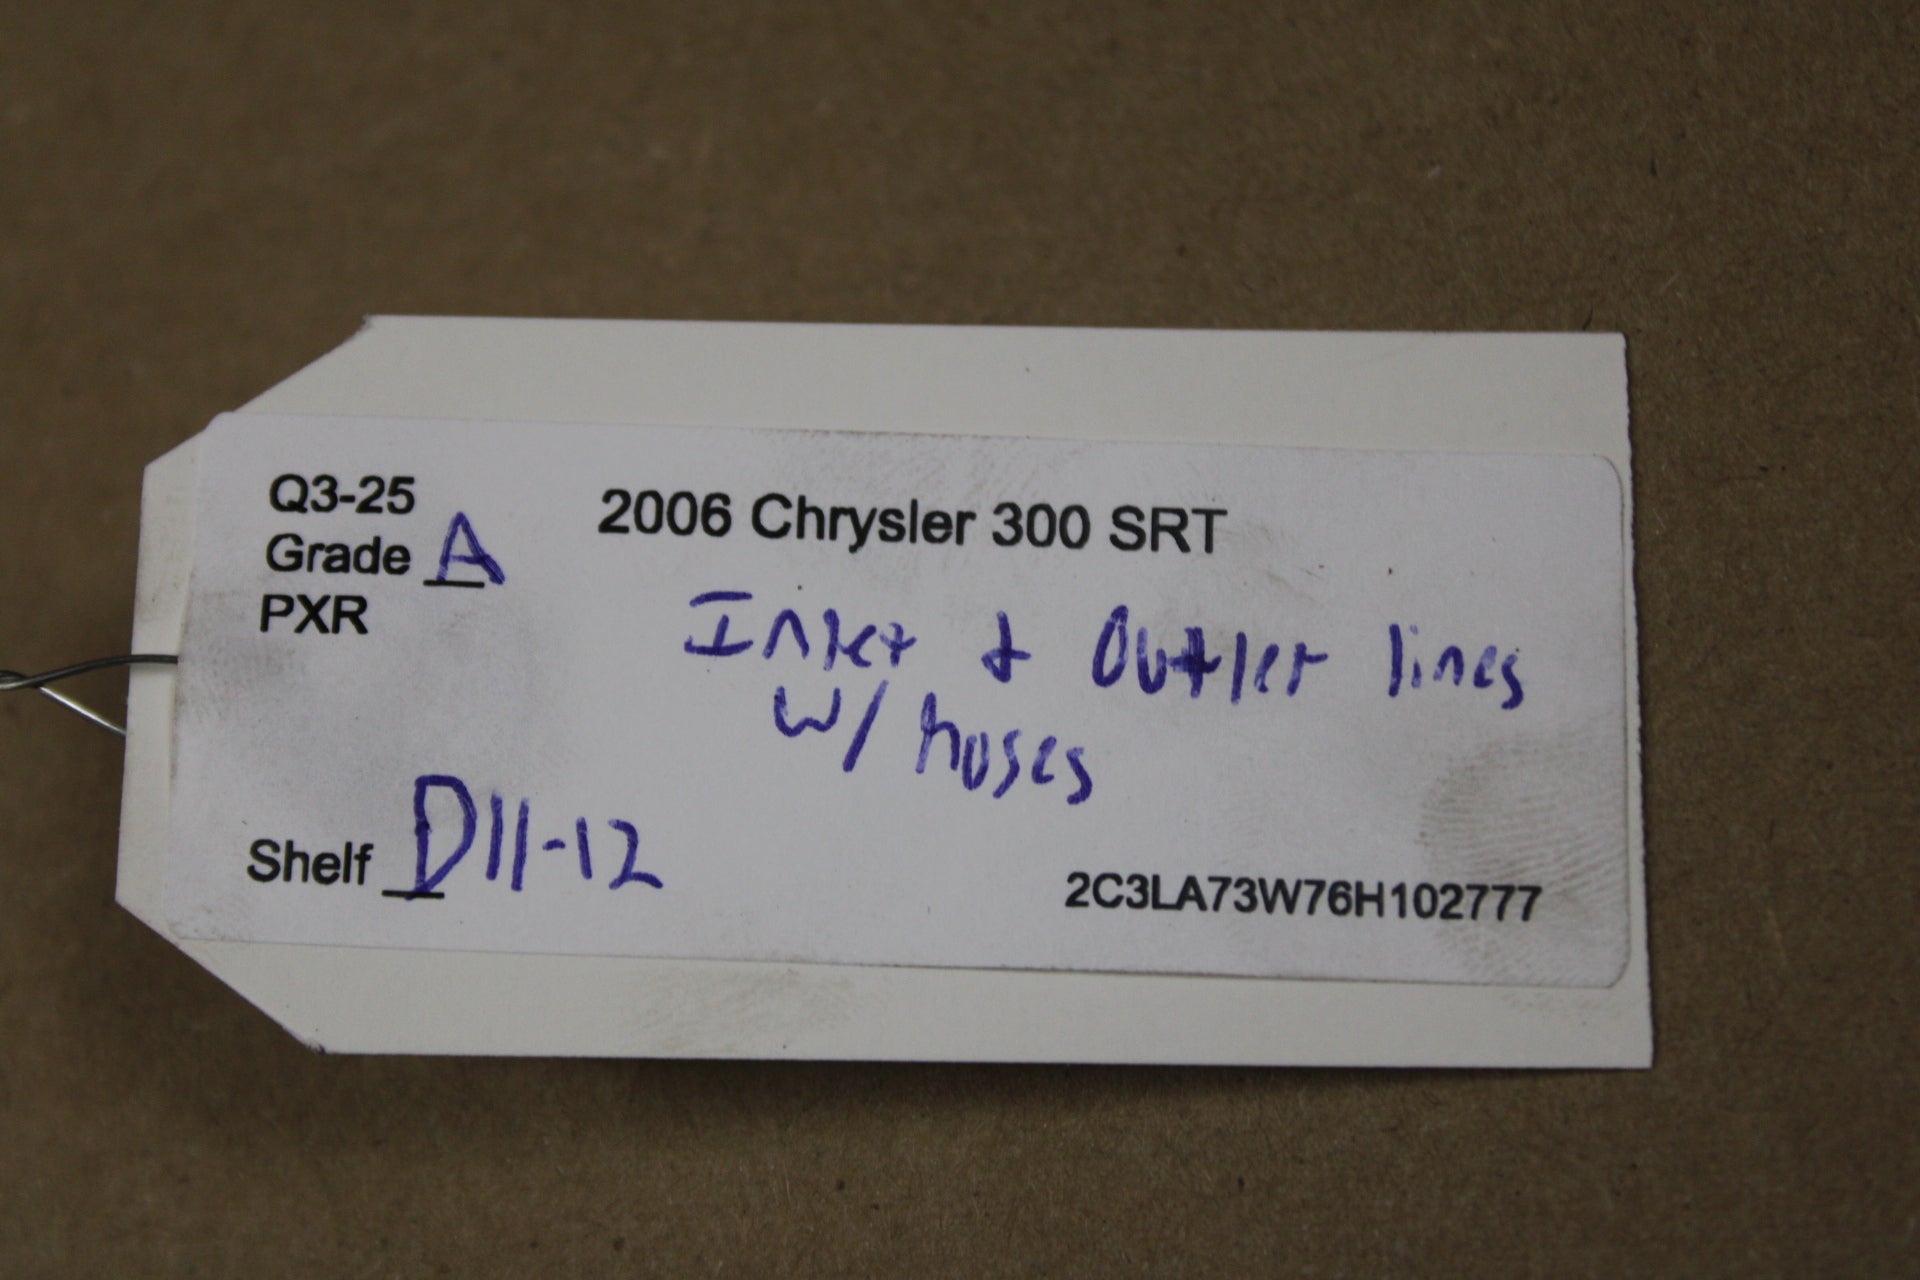 Q3-25
Grade A
PXR
2006 Chrysler 300 SRT
Inlet & Outlet lines
w/ hoses
Shelf D11-12
2C3LA73W76H102777